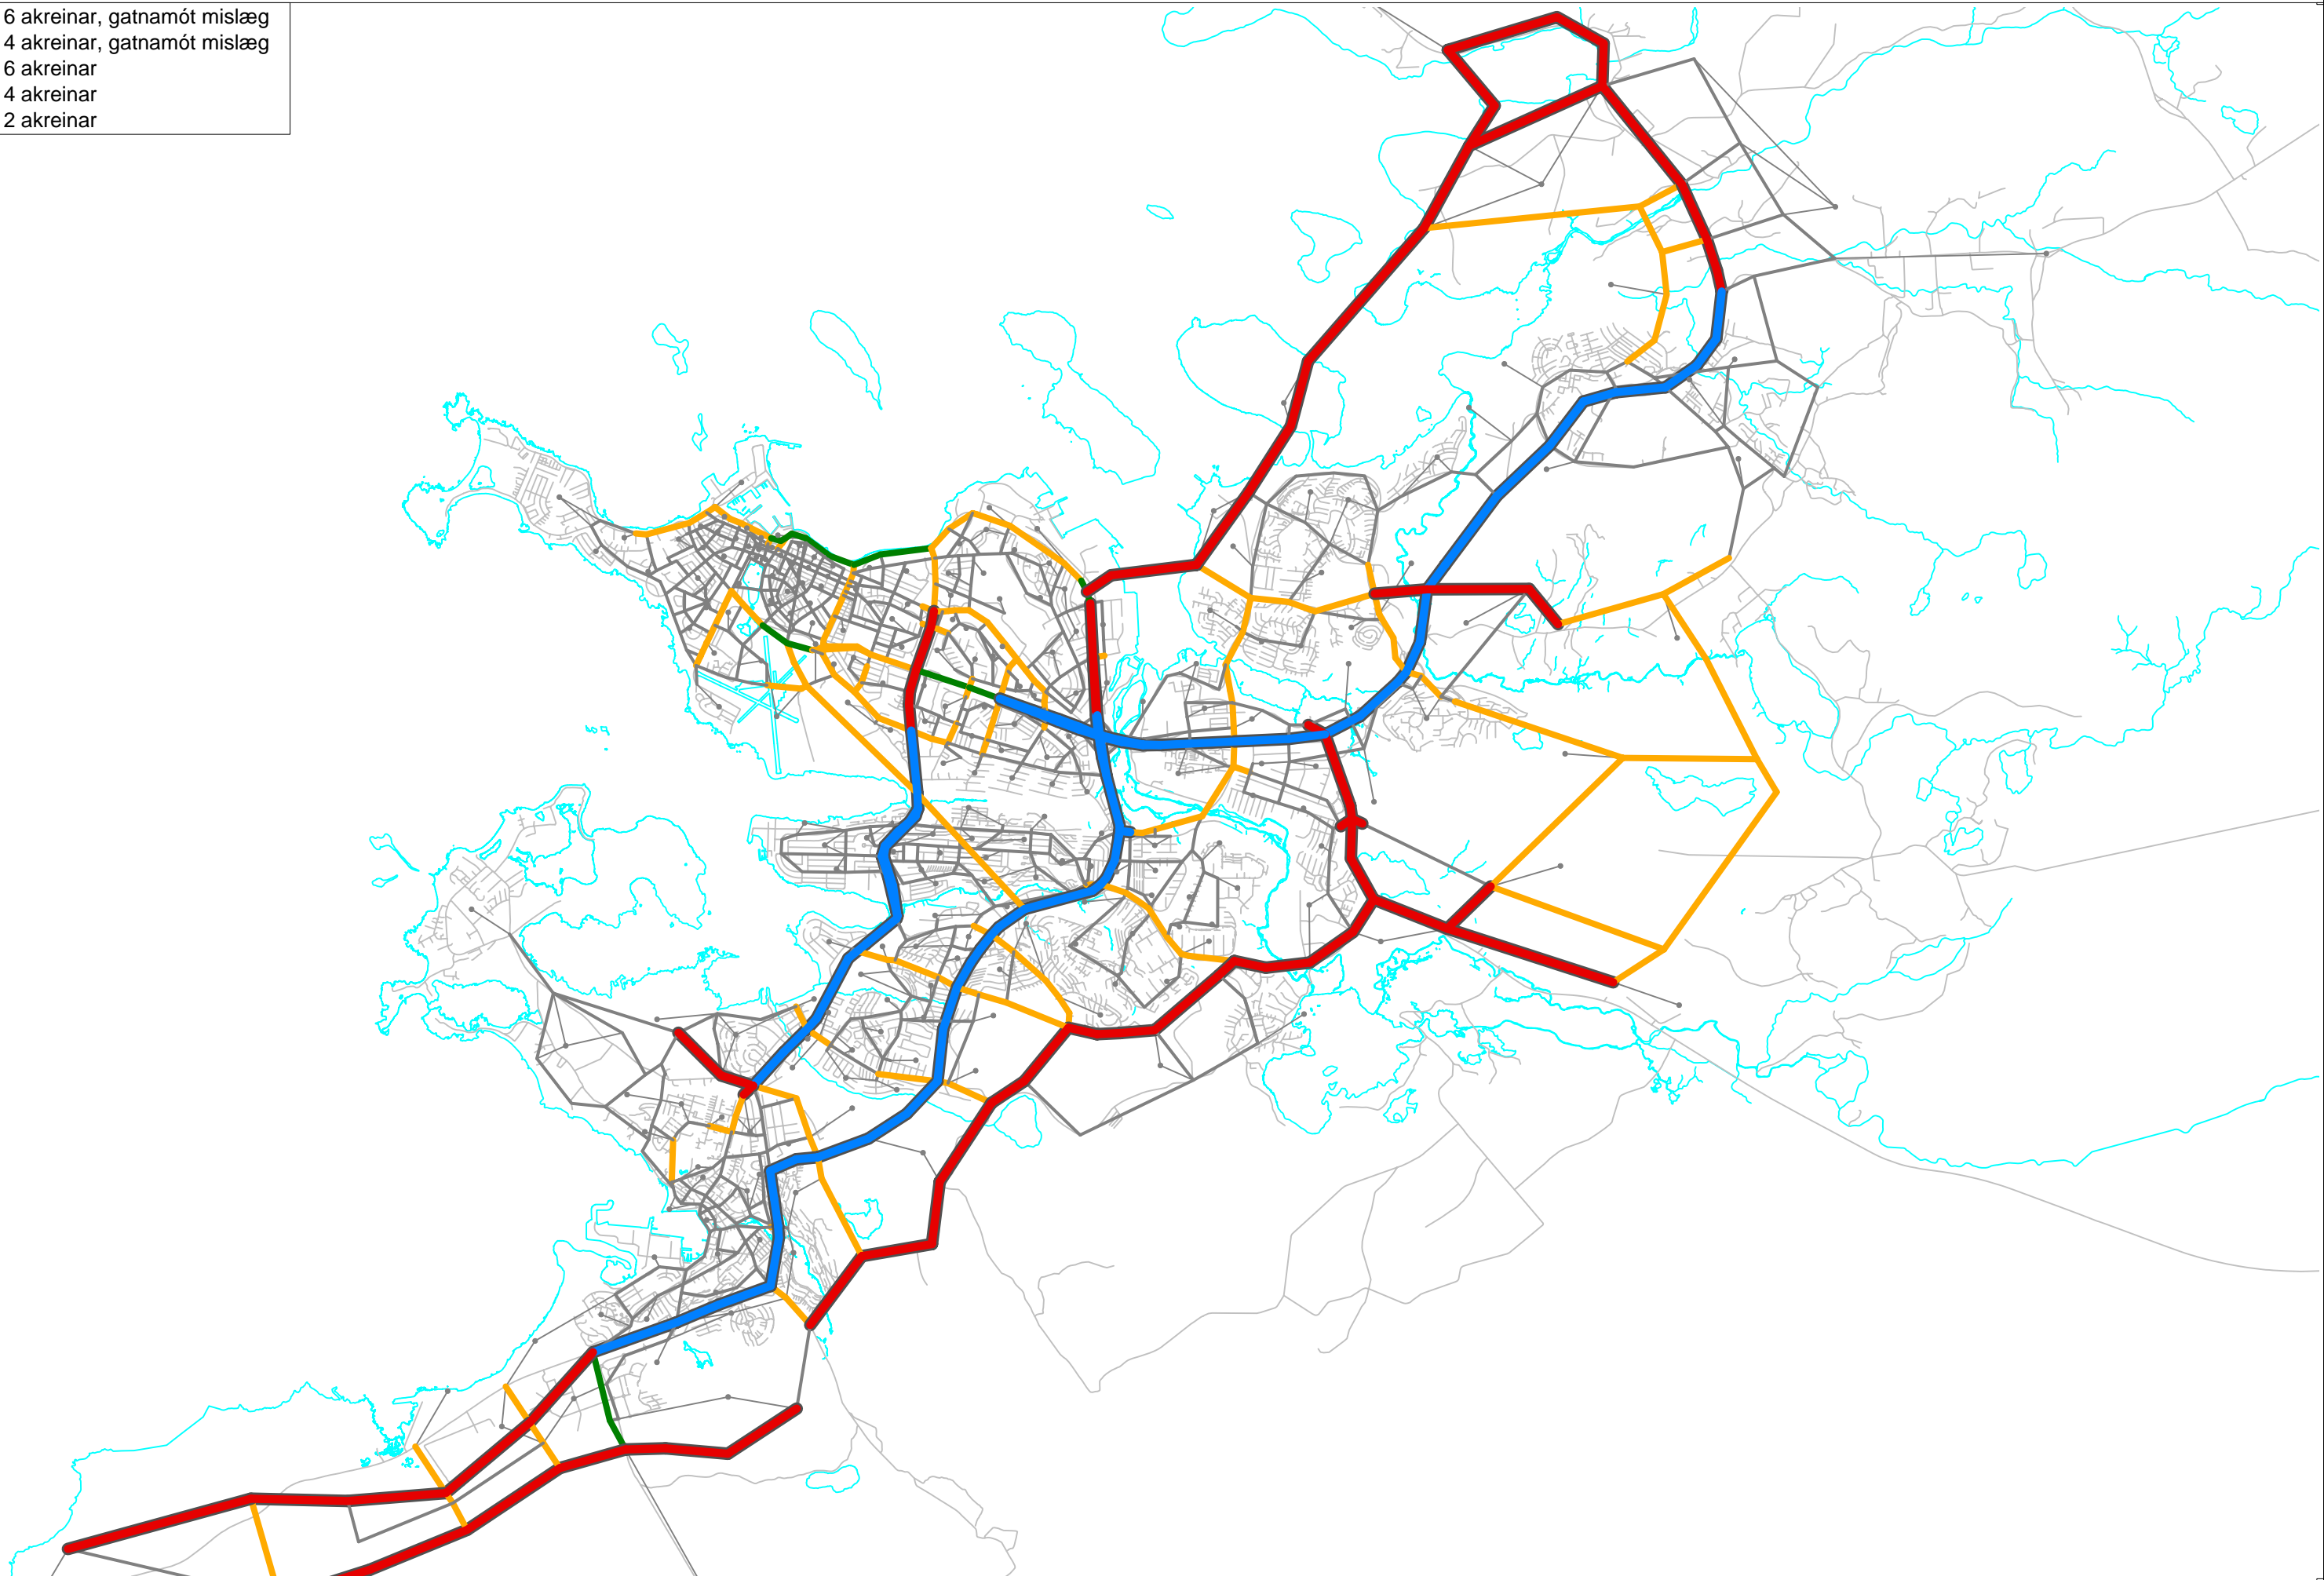 6 akreinar, gatnamót mislæg
4 akreinar, gatnamót mislæg
6 akreinar
4 akreinar
2 akreinar